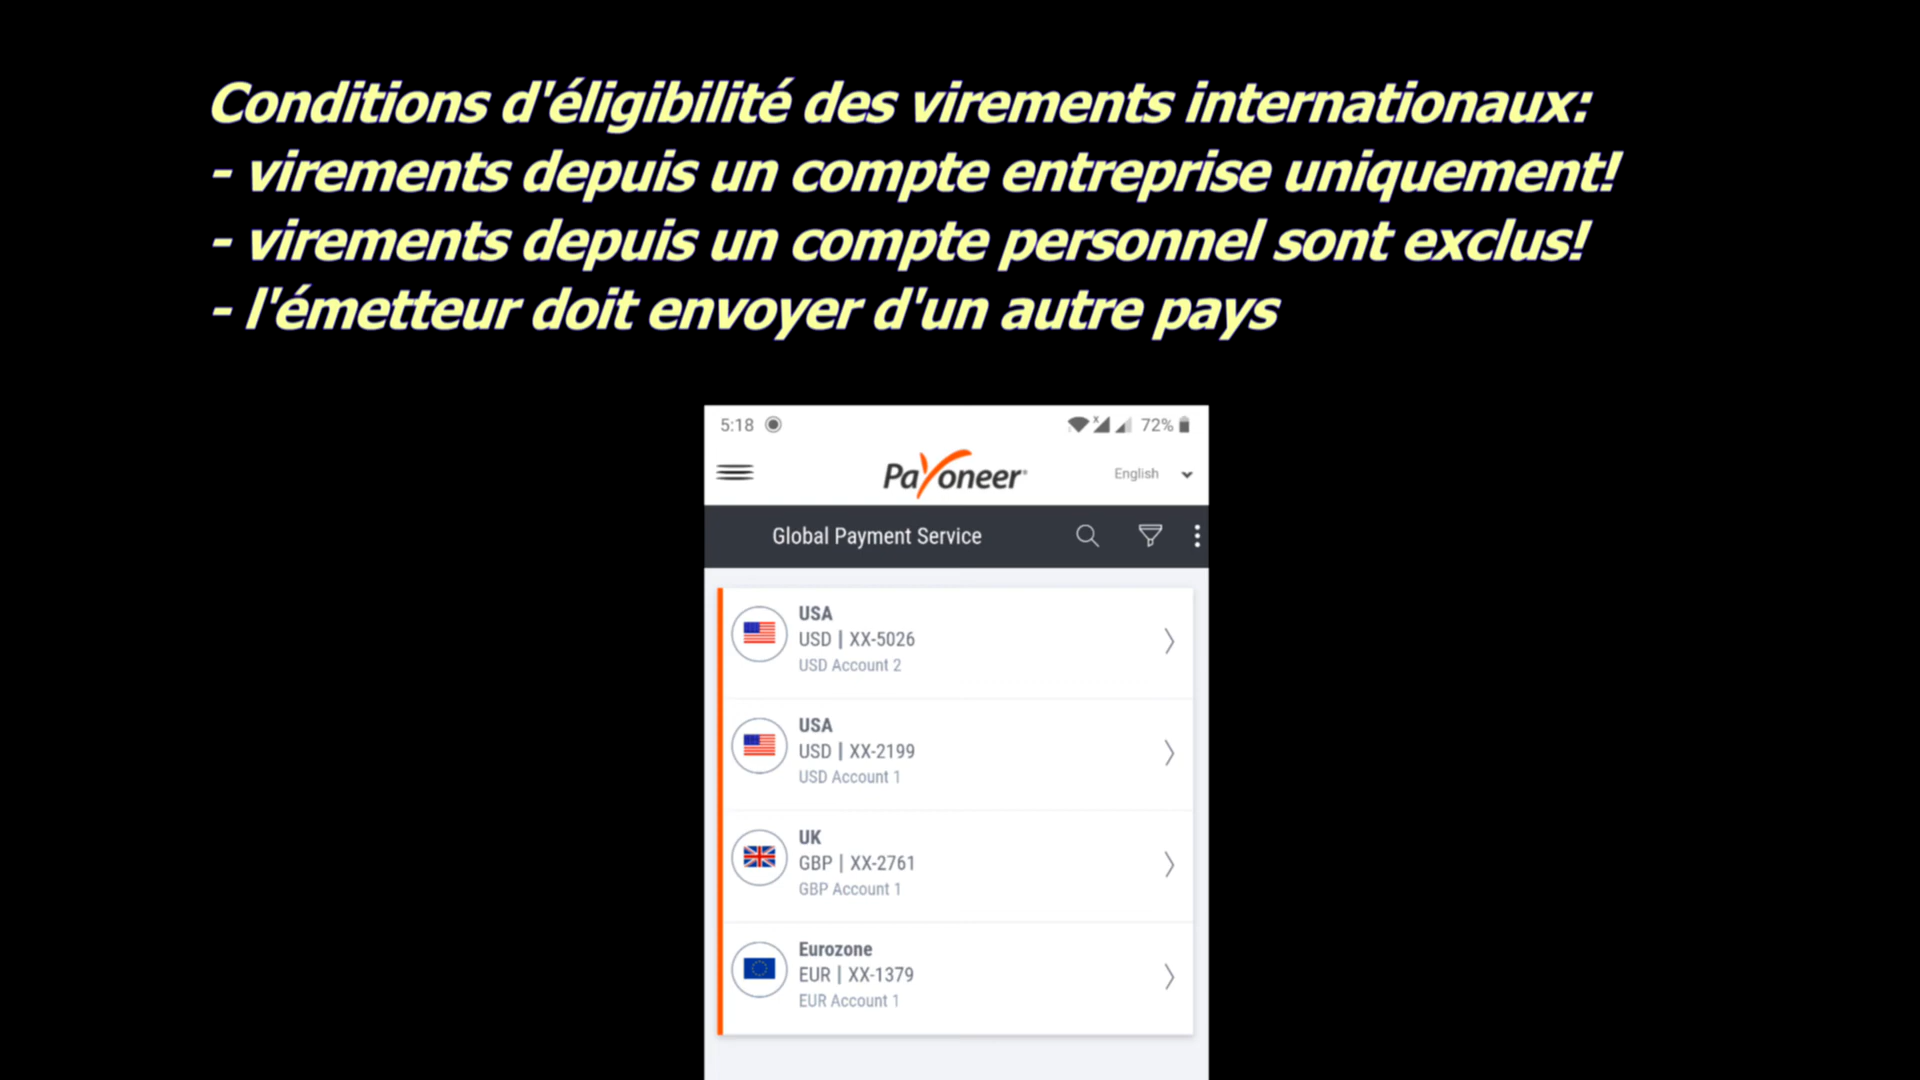 Conditions d'éligibilité des virements internationaux:
- virements depuis un compte entreprise uniquement!
- virements depuis un compte personnel sont exclus!
- l'émetteur doit envoyer d'un autre pays
5:18 72%
Payoneer English
Global Payment Service
USA
USD | XX-5026
USD Account 2
USA
USD | XX-2199
USD Account 1
UK
GBP | XX-2761
GBP Account 1
Eurozone
EUR | XX-1379
EUR Account 1